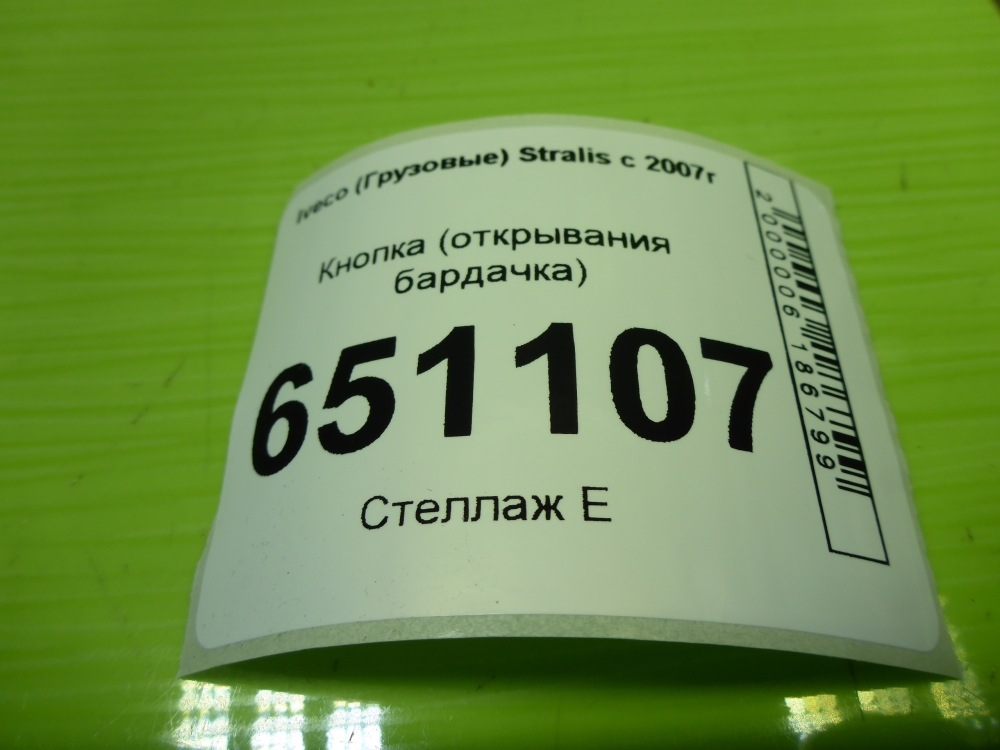 Iveco (Грузовые) Stralis с 2007г
Кнопка (открывания
бардачка)
651107
Стеллаж Е
2000006186799